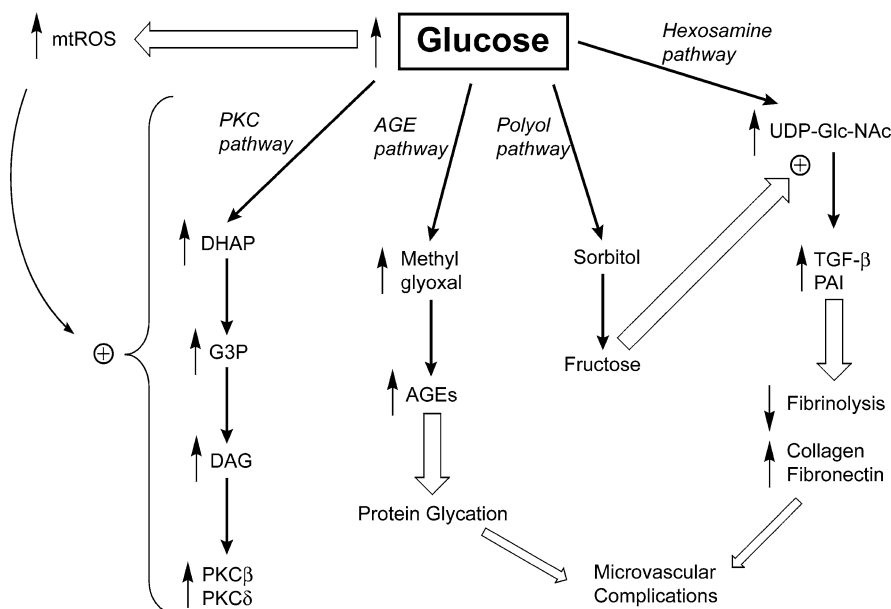 mtROS
Glucose
Hexosamine
pathway
PKC
pathway
AGE
pathway
Polyol
pathway
UDP-Glc-NAc
+
DHAP
Methyl
glyoxal
Sorbitol
TGF-β
PAI
+
G3P
Fructose
AGEs
Fibrinolysis
DAG
Collagen
Fibronectin
Protein Glycation
PKCβ
PKCδ
Microvascular
Complications